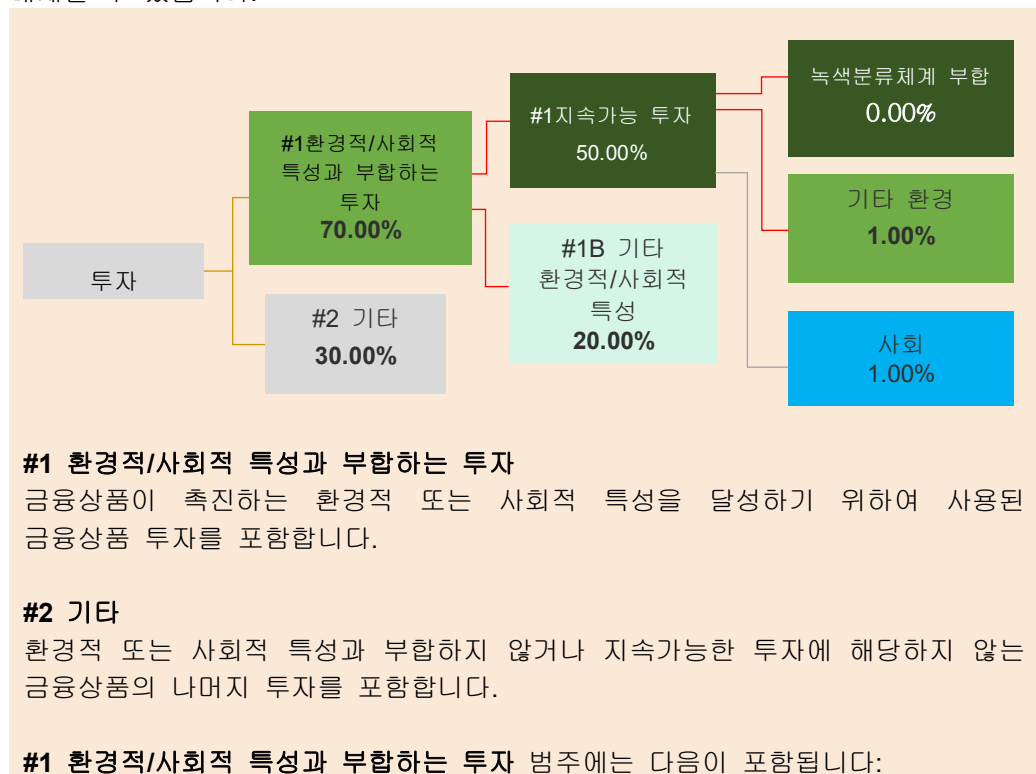 녹색분류체계 부합
0.00%
#1지속가능 투자
50.00%
#1환경적/사회적
특성과 부합하는
투자
70.00%
기타 환경
1.00%
#1B 기타
환경적/사회적
특성
20.00%
투자
#2 기타
30.00%
사회
1.00%
#1 환경적/사회적 특성과 부합하는 투자
금융상품이 촉진하는 환경적 또는 사회적 특성을 달성하기 위하여 사용된
금융상품 투자를 포함합니다.
#2 기타
환경적 또는 사회적 특성과 부합하지 않거나 지속가능한 투자에 해당하지 않는
금융상품의 나머지 투자를 포함합니다.
#1 환경적/사회적 특성과 부합하는 투자 범주에는 다음이 포함됩니다: